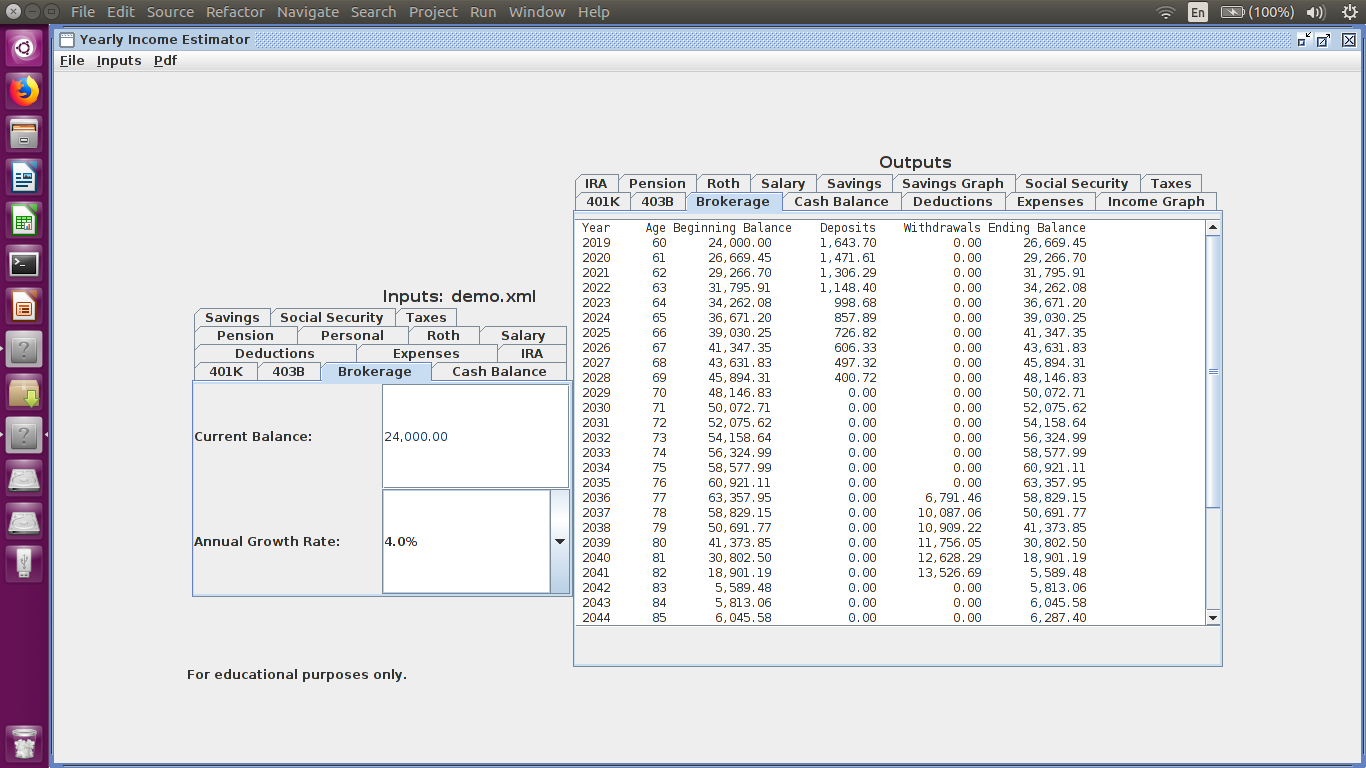 File Edit Source Refactor Navigate Search Project Run Window Help En (100%)
Yearly Income Estimator
File Inputs Pdf
Outputs
IRA Pension Roth Salary Savings Savings Graph Social Security Taxes
401K 403B Brokerage Cash Balance Deductions Expenses Income Graph
Year Age Beginning Balance Deposits Withdrawals Ending Balance
2019 60 24,000.00 1,643.70 0.00 26,669.45
2020 61 26,669.45 1,471.61 0.00 29,266.70
2021 62 29,266.70 1,306.29 0.00 31,795.91
2022 63 31,795.91 1,148.40 0.00 34,262.08
2023 64 34,262.08 998.68 0.00 36,671.20
2024 65 36,671.20 857.89 0.00 39,030.25
2025 66 39,030.25 726.82 0.00 41,347.35
2026 67 41,347.35 606.33 0.00 43,631.83
2027 68 43,631.83 497.32 0.00 45,894.31
2028 69 45,894.31 400.72 0.00 48,146.83
2029 70 48,146.83 0.00 0.00 50,072.71
2030 71 50,072.71 0.00 0.00 52,075.62
2031 72 52,075.62 0.00 0.00 54,158.64
2032 73 54,158.64 0.00 0.00 56,324.99
2033 74 56,324.99 0.00 0.00 58,577.99
2034 75 58,577.99 0.00 0.00 60,921.11
2035 76 60,921.11 0.00 0.00 63,357.95
2036 77 63,357.95 0.00 6,791.46 58,829.15
2037 78 58,829.15 0.00 10,087.06 50,691.77
2038 79 50,691.77 0.00 10,909.22 41,373.85
2039 80 41,373.85 0.00 11,756.05 30,802.50
2040 81 30,802.50 0.00 12,628.29 18,901.19
2041 82 18,901.19 0.00 13,526.69 5,589.48
2042 83 5,589.48 0.00 0.00 5,813.06
2043 84 5,813.06 0.00 0.00 6,045.58
2044 85 6,045.58 0.00 0.00 6,287.40
Inputs: demo.xml
Savings Social Security Taxes
Pension Personal Roth Salary
Deductions Expenses IRA
401K 403B Brokerage Cash Balance
Current Balance: 24,000.00
Annual Growth Rate: 4.0%
For educational purposes only.